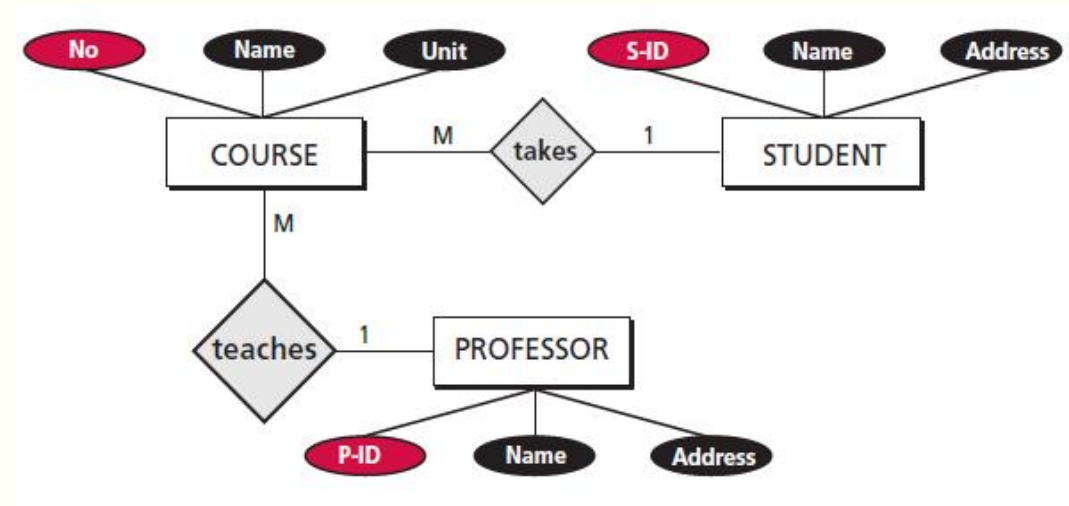 No Name Unit S-ID Name Address
COURSE M takes 1 STUDENT
M
teaches 1 PROFESSOR
P-ID Name Address